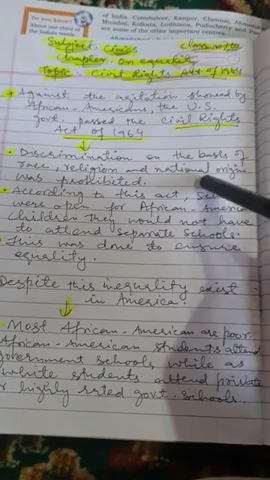 Do you know?
of India. Coimbatore, Kanpur, Chennai, Ahmedabad
Mumbai, Kolkata, Ludhiana, Puducherry and Pan
are some of the other important centres.
Subject: Civics
Chapter: On equality
Topic: Civil Rights Act of 1964
Against the agitation showed by
African-Americans, the U.S.
govt. passed the Civil Rights
Act of 1964
Discrimination on the basis of
race, religion and national origin
was prohibited.
According to this act,
were open for African-America
children they would not have
to attend separate schools.
This was done to ensure
equality.
Despite this inequality exist
in America:
Most African-American are poor
African-American students attend
government schools while as
white students attend private
or highly rated govt. schools.